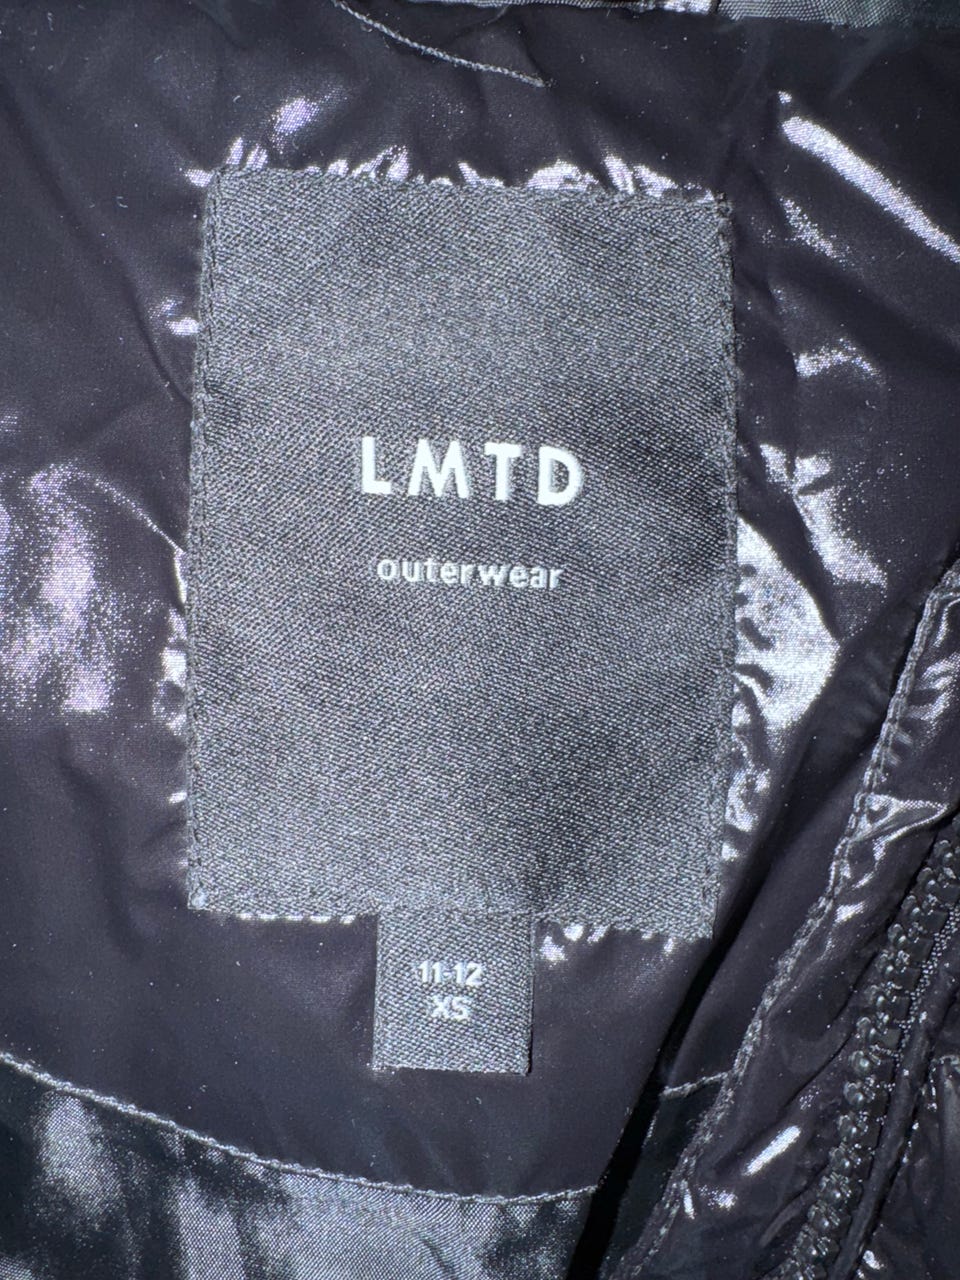 LMTD
outerwear
11-12
XS